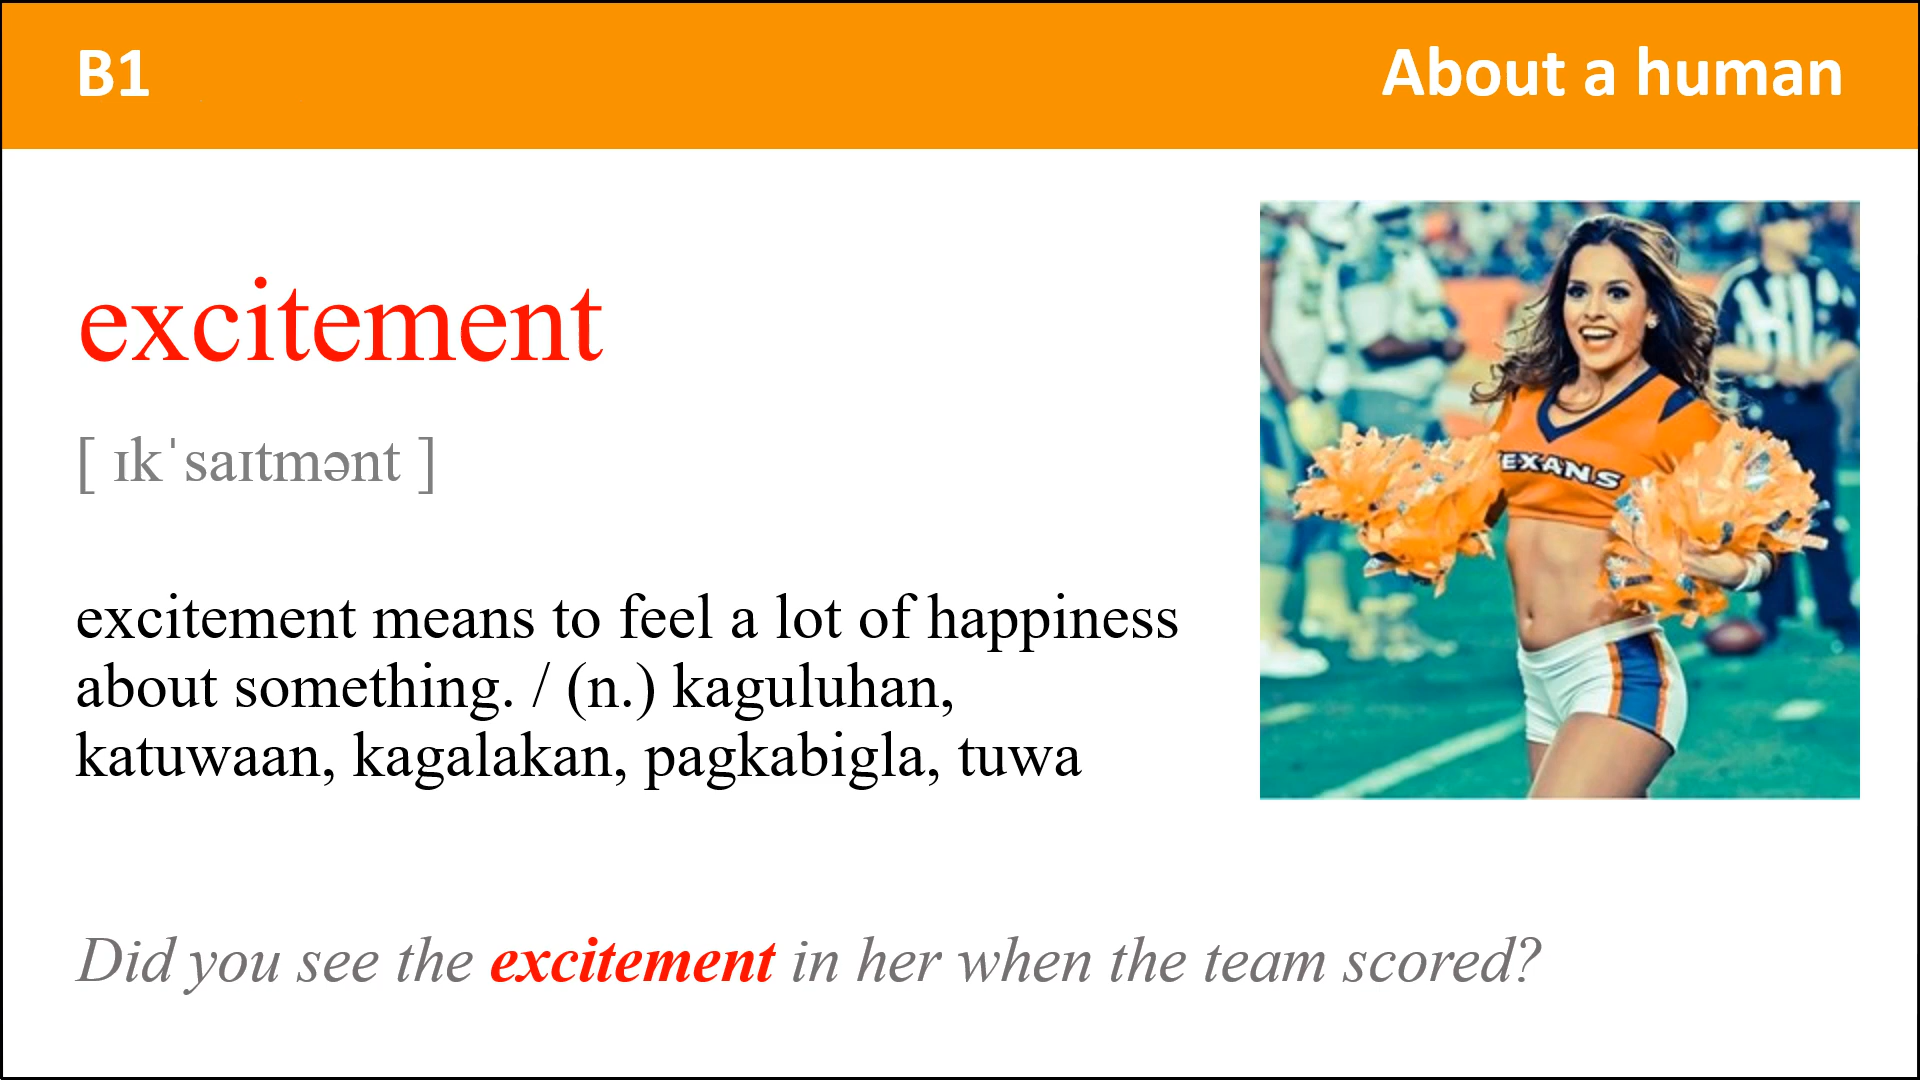 B1
About a human
excitement
[ ɪkˈsaɪtmənt ]
excitement means to feel a lot of happiness
about something. / (n.) kaguluhan,
katuwaan, kagalakan, pagkabigla, tuwa
EXANS
Did you see the excitement in her when the team scored?